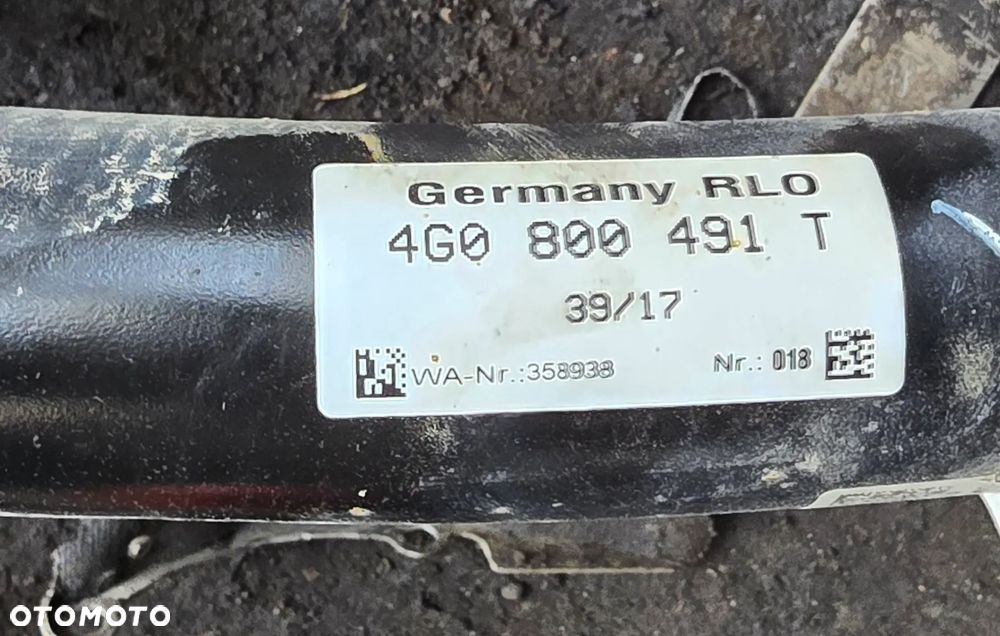 Germany RLO
4G0 800 491 T
39/17
WA-Nr.:358938 Nr.: 018
OTOMOTO